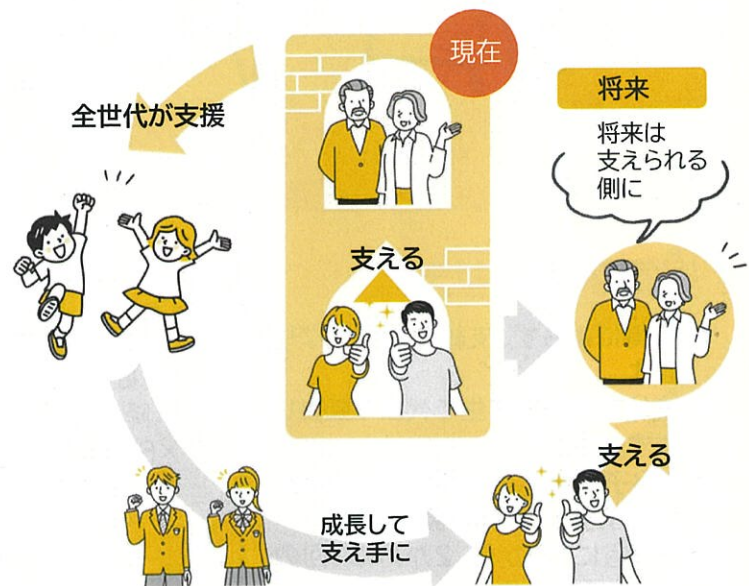 現在
全世代が支援
支える
将来
将来は
支えられる
側に
成長して
支え手に
支える